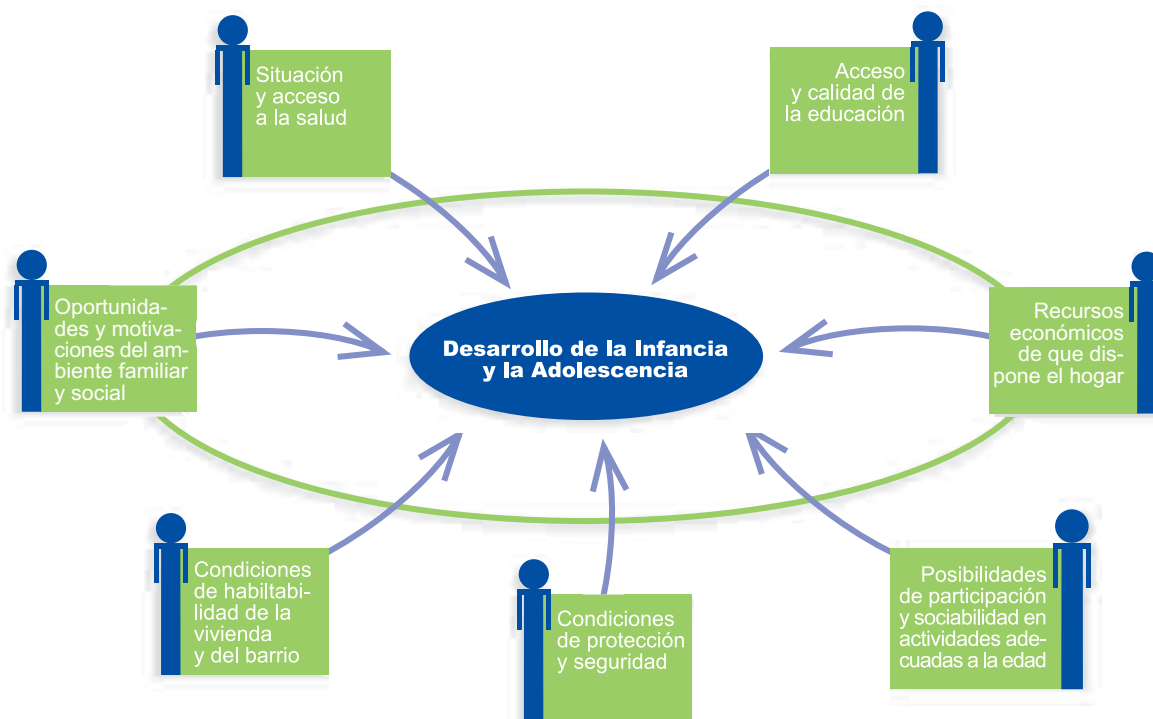 Situación
y acceso
a la salud
Acceso
y calidad de
la educación
Oportunida-
des y motiva-
ciones del am-
biente familiar
y social
Desarrollo de la Infancia
y la Adolescencia
Recursos
económicos
de que dis-
pone el hogar
Condiciones
de habiltabi-
lidad de la
vivienda
y del barrio
Condiciones
de protección
y seguridad
Posibilidades
de participación
y sociabilidad en
actividades ade-
cuadas a la edad